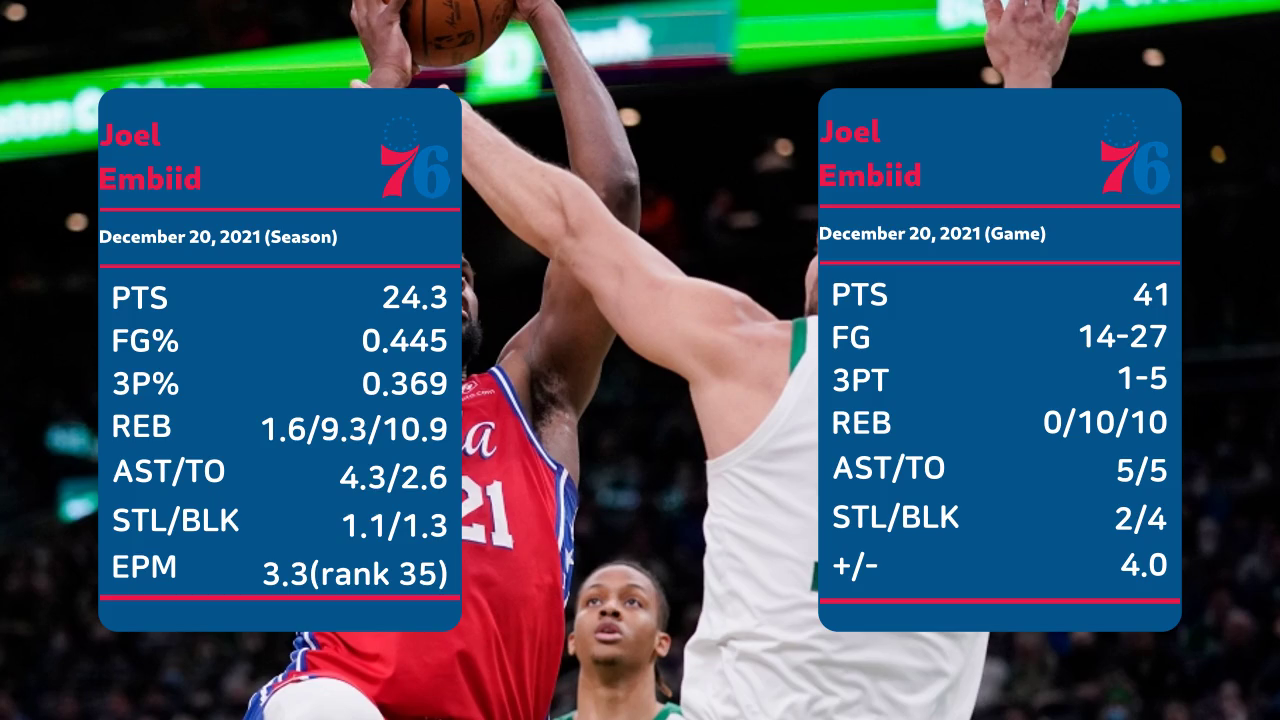 Joel
Embiid
76
December 20, 2021 (Season)
PTS 24.3
FG% 0.445
3P% 0.369
REB 1.6/9.3/10.9
AST/TO 4.3/2.6
STL/BLK 1.1/1.3
EPM 3.3(rank 35)
Joel
Embiid
76
December 20, 2021 (Game)
PTS 41
FG 14-27
3PT 1-5
REB 0/10/10
AST/TO 5/5
STL/BLK 2/4
+/- 4.0
21